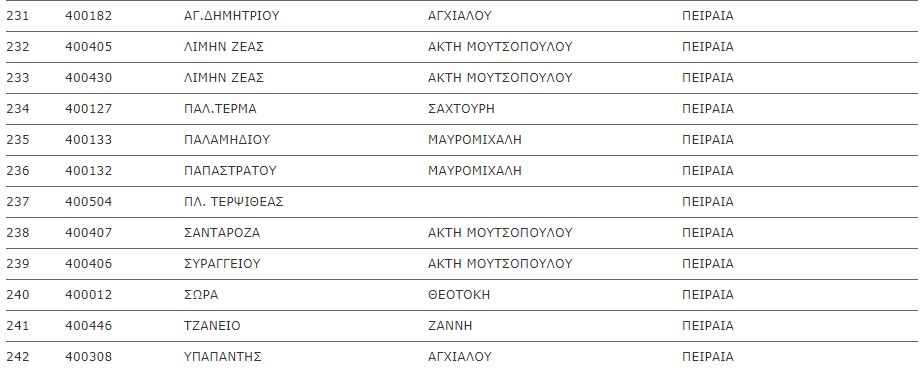 231 400182 ΑΓ.ΔΗΜΗΤΡΙΟΥ ΑΓΧΙΑΛΟΥ ΠΕΙΡΑΙΑ
232 400405 ΛΙΜΗΝ ΖΕΑΣ ΑΚΤΗ ΜΟΥΤΣΟΠΟΥΛΟΥ ΠΕΙΡΑΙΑ
233 400430 ΛΙΜΗΝ ΖΕΑΣ ΑΚΤΗ ΜΟΥΤΣΟΠΟΥΛΟΥ ΠΕΙΡΑΙΑ
234 400127 ΠΑΛ.ΤΕΡΜΑ ΣΑΧΤΟΥΡΗ ΠΕΙΡΑΙΑ
235 400133 ΠΑΛΑΜΗΔΙΟΥ ΜΑΥΡΟΜΙΧΑΛΗ ΠΕΙΡΑΙΑ
236 400132 ΠΑΠΑΣΤΡΑΤΟΥ ΜΑΥΡΟΜΙΧΑΛΗ ΠΕΙΡΑΙΑ
237 400504 ΠΛ. ΤΕΡΨΙΘΕΑΣ ΠΕΙΡΑΙΑ
238 400407 ΣΑΝΤΑΡΟΖΑ ΑΚΤΗ ΜΟΥΤΣΟΠΟΥΛΟΥ ΠΕΙΡΑΙΑ
239 400406 ΣΥΡΑΓΓΕΙΟΥ ΑΚΤΗ ΜΟΥΤΣΟΠΟΥΛΟΥ ΠΕΙΡΑΙΑ
240 400012 ΣΩΡΑ ΘΕΟΤΟΚΗ ΠΕΙΡΑΙΑ
241 400446 ΤΖΑΝΕΙΟ ΖΑΝΝΗ ΠΕΙΡΑΙΑ
242 400308 ΥΠΑΠΑΝΤΗΣ ΑΓΧΙΑΛΟΥ ΠΕΙΡΑΙΑ